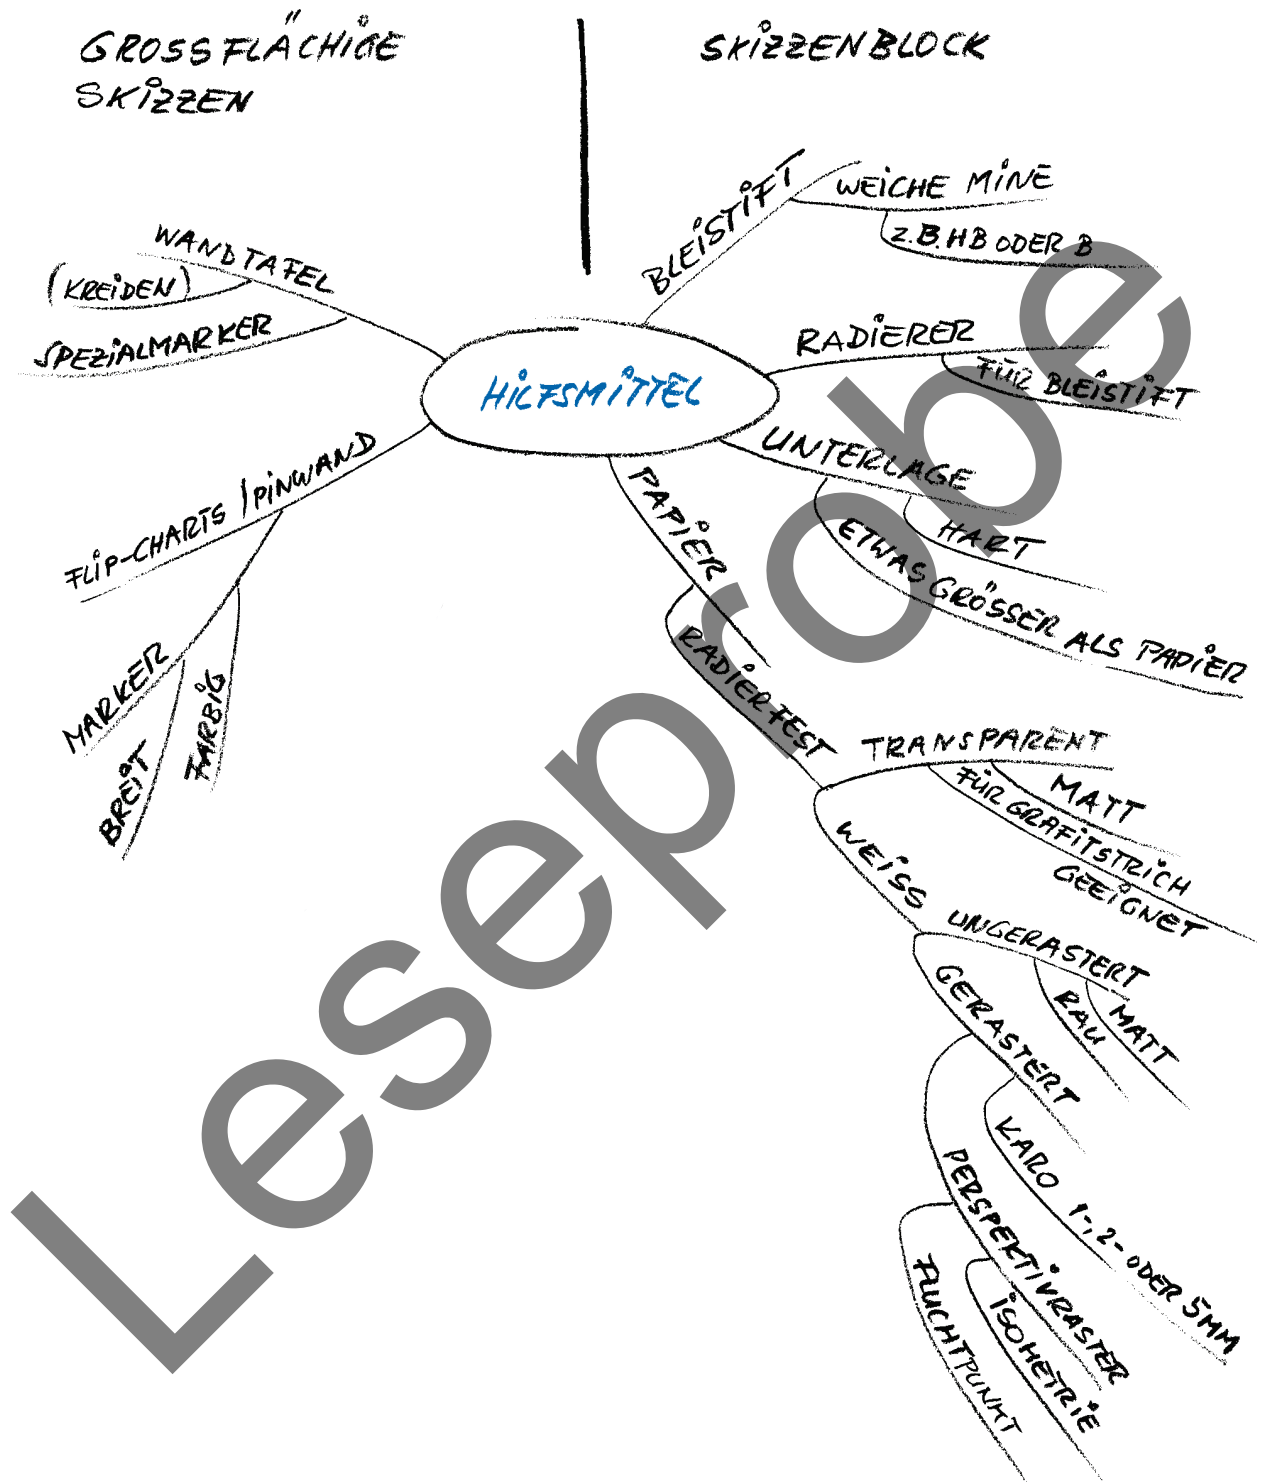 GROSSFLÄCHIGE
SKIZZEN
SKIZZENBLOCK
HILFSMITTEL
WANDTAFEL
(KREIDEN)
SPEZIALMARKER
FLIP-CHARTS / PINWAND
MARKER
BREIT
FARBIG
BLEISTIFT
WEICHE MINE
Z.B. HB ODER B
RADIERER
FÜR BLEISTIFT
UNTERLAGE
HART
ETWAS GRÖSSER ALS PAPIER
PAPIER
RADIERFEST
TRANSPARENT
MATT
FÜR GRAFITSTRICH
GEEIGNET
WEISS
UNGERASTERT
MATT
RAU
GERASTERT
KARO 1-, 2- ODER 5MM
PERSPEKTIVRASTER
ISOMETRIE
FLUCHTPUNKT
Leseprobe